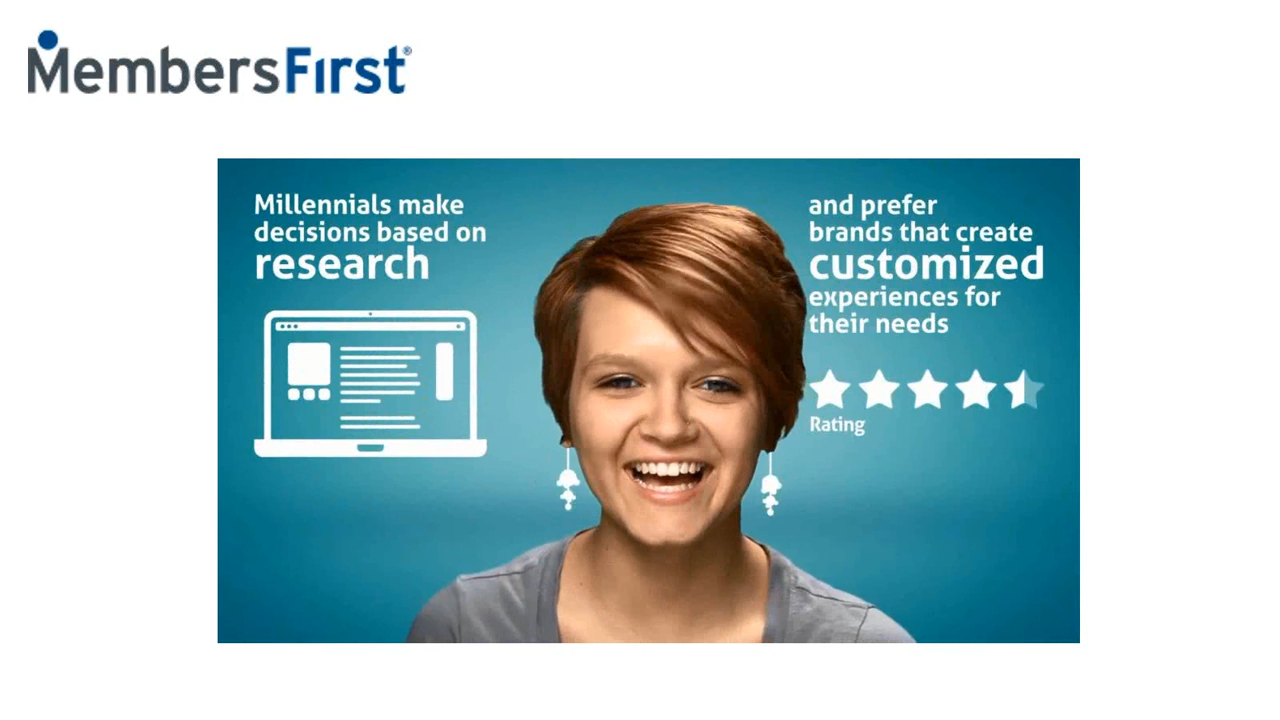 MembersFirst®
Millennials make
decisions based on
research
and prefer
brands that create
customized
experiences for
their needs
Rating